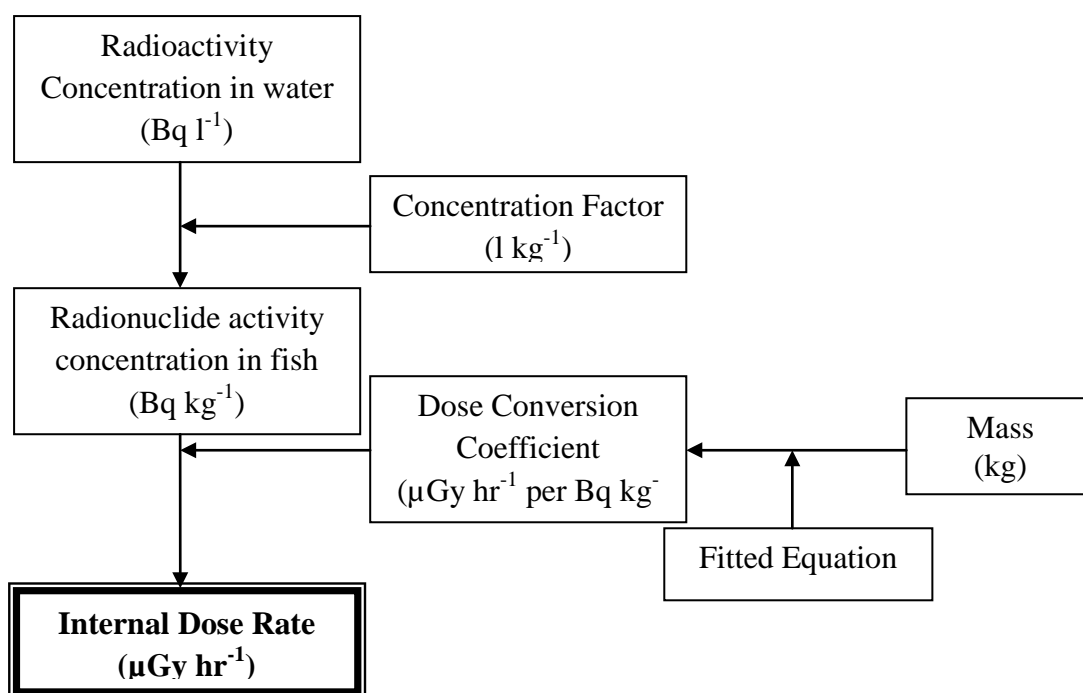 Radioactivity
Concentration in water
(Bq l⁻¹)
Concentration Factor
(l kg⁻¹)
Radionuclide activity
concentration in fish
(Bq kg⁻¹)
Dose Conversion
Coefficient
(µGy hr⁻¹ per Bq kg⁻
Mass
(kg)
Fitted Equation
Internal Dose Rate
(µGy hr⁻¹)